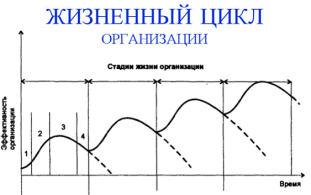 ЖИЗНЕННЫЙ ЦИКЛ
ОРГАНИЗАЦИИ
Стадии жизни организации
Эффективность
организации
1 2 3 4
Время